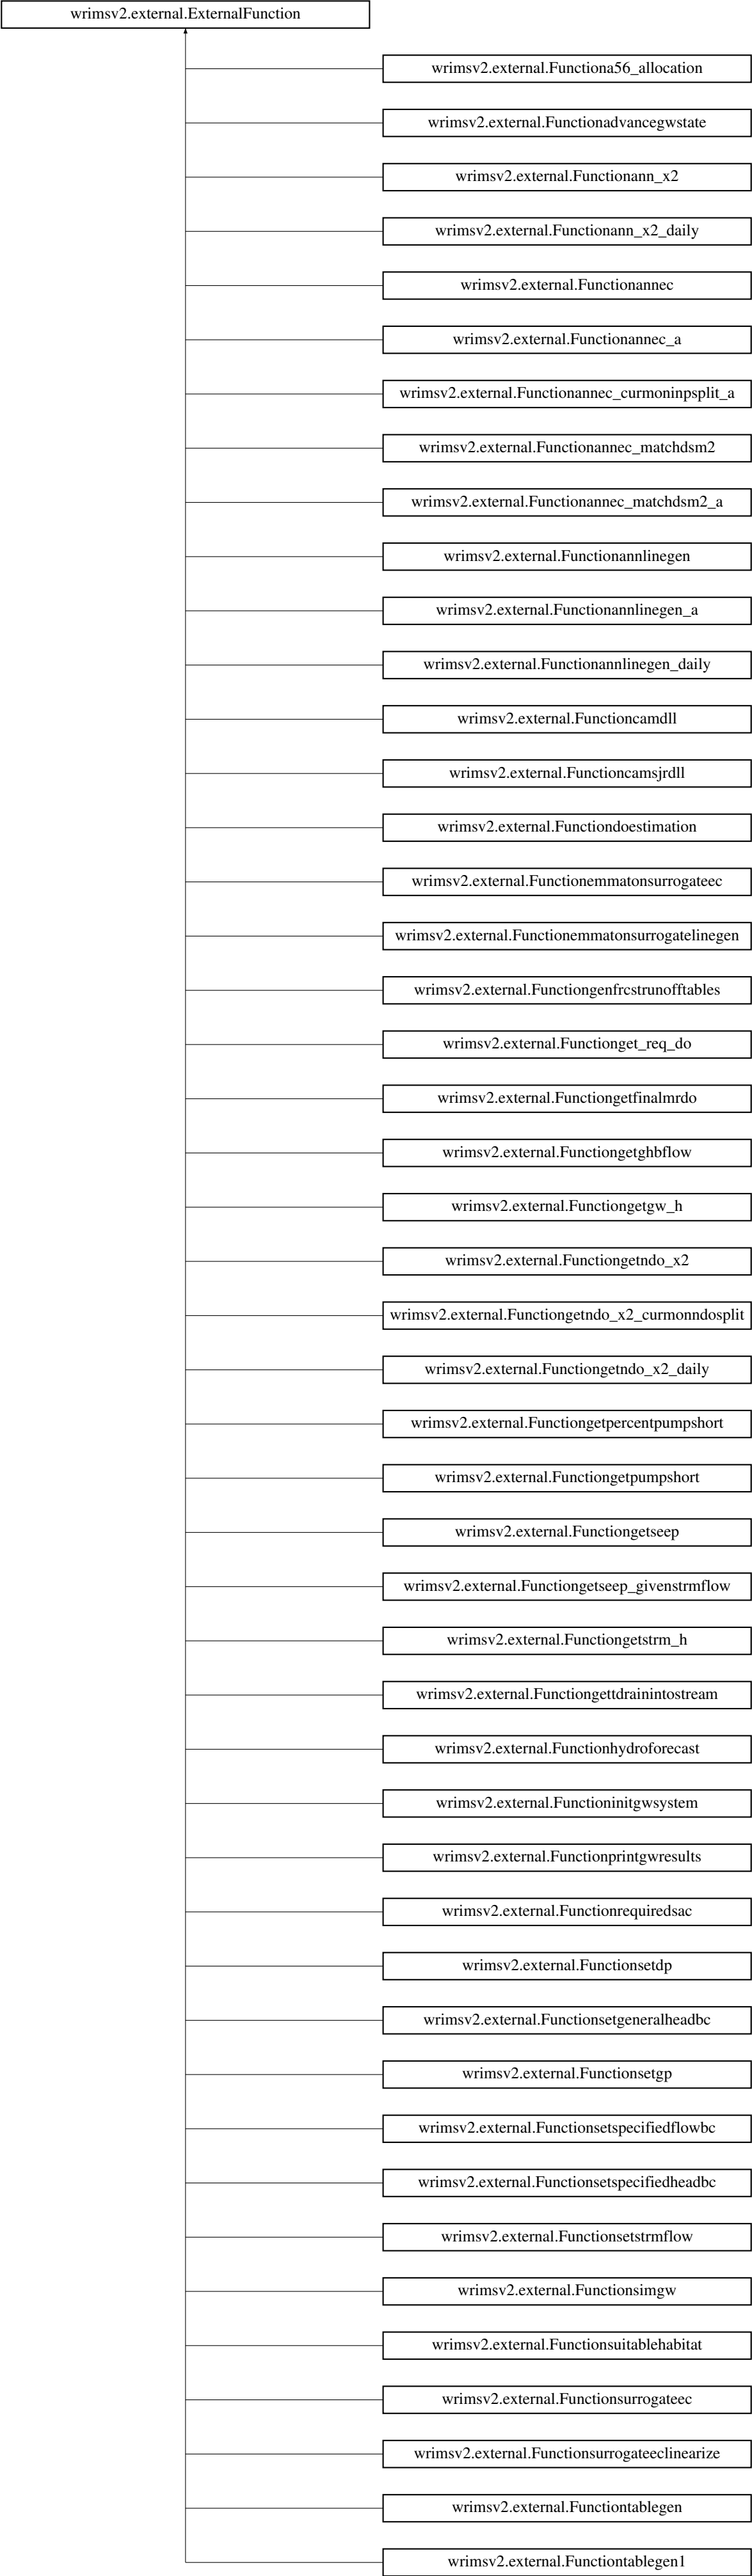 wrimsv2.external.ExternalFunction
wrimsv2.external.Functiona56_allocation
wrimsv2.external.Functionadvancegwstate
wrimsv2.external.Functionann_x2
wrimsv2.external.Functionann_x2_daily
wrimsv2.external.Functionannec
wrimsv2.external.Functionannec_a
wrimsv2.external.Functionannec_curmoninpsplit_a
wrimsv2.external.Functionannec_matchdsm2
wrimsv2.external.Functionannec_matchdsm2_a
wrimsv2.external.Functionannlinegen
wrimsv2.external.Functionannlinegen_a
wrimsv2.external.Functionannlinegen_daily
wrimsv2.external.Functioncamdll
wrimsv2.external.Functioncamsjrdll
wrimsv2.external.Functiondoestimation
wrimsv2.external.Functionemmatonsurrogateec
wrimsv2.external.Functionemmatonsurrogatelinegen
wrimsv2.external.Functiongenfrcstrunofftables
wrimsv2.external.Functionget_req_do
wrimsv2.external.Functiongetfinalmrdo
wrimsv2.external.Functiongetghbflow
wrimsv2.external.Functiongetgw_h
wrimsv2.external.Functiongetndo_x2
wrimsv2.external.Functiongetndo_x2_curmonndosplit
wrimsv2.external.Functiongetndo_x2_daily
wrimsv2.external.Functiongetpercentpumpshort
wrimsv2.external.Functiongetpumpshort
wrimsv2.external.Functiongetseep
wrimsv2.external.Functiongetseep_givenstrmflow
wrimsv2.external.Functiongetstrm_h
wrimsv2.external.Functiongettdrainintostream
wrimsv2.external.Functionhydroforecast
wrimsv2.external.Functioninitgwsystem
wrimsv2.external.Functionprintgwresults
wrimsv2.external.Functionrequiredsac
wrimsv2.external.Functionsetdp
wrimsv2.external.Functionsetgeneralheadbc
wrimsv2.external.Functionsetgp
wrimsv2.external.Functionsetspecifiedflowbc
wrimsv2.external.Functionsetspecifiedheadbc
wrimsv2.external.Functionsetstrmflow
wrimsv2.external.Functionsimgw
wrimsv2.external.Functionsuitablehabitat
wrimsv2.external.Functionsurrogateec
wrimsv2.external.Functionsurrogateeclinearize
wrimsv2.external.Functiontablegen
wrimsv2.external.Functiontablegen1